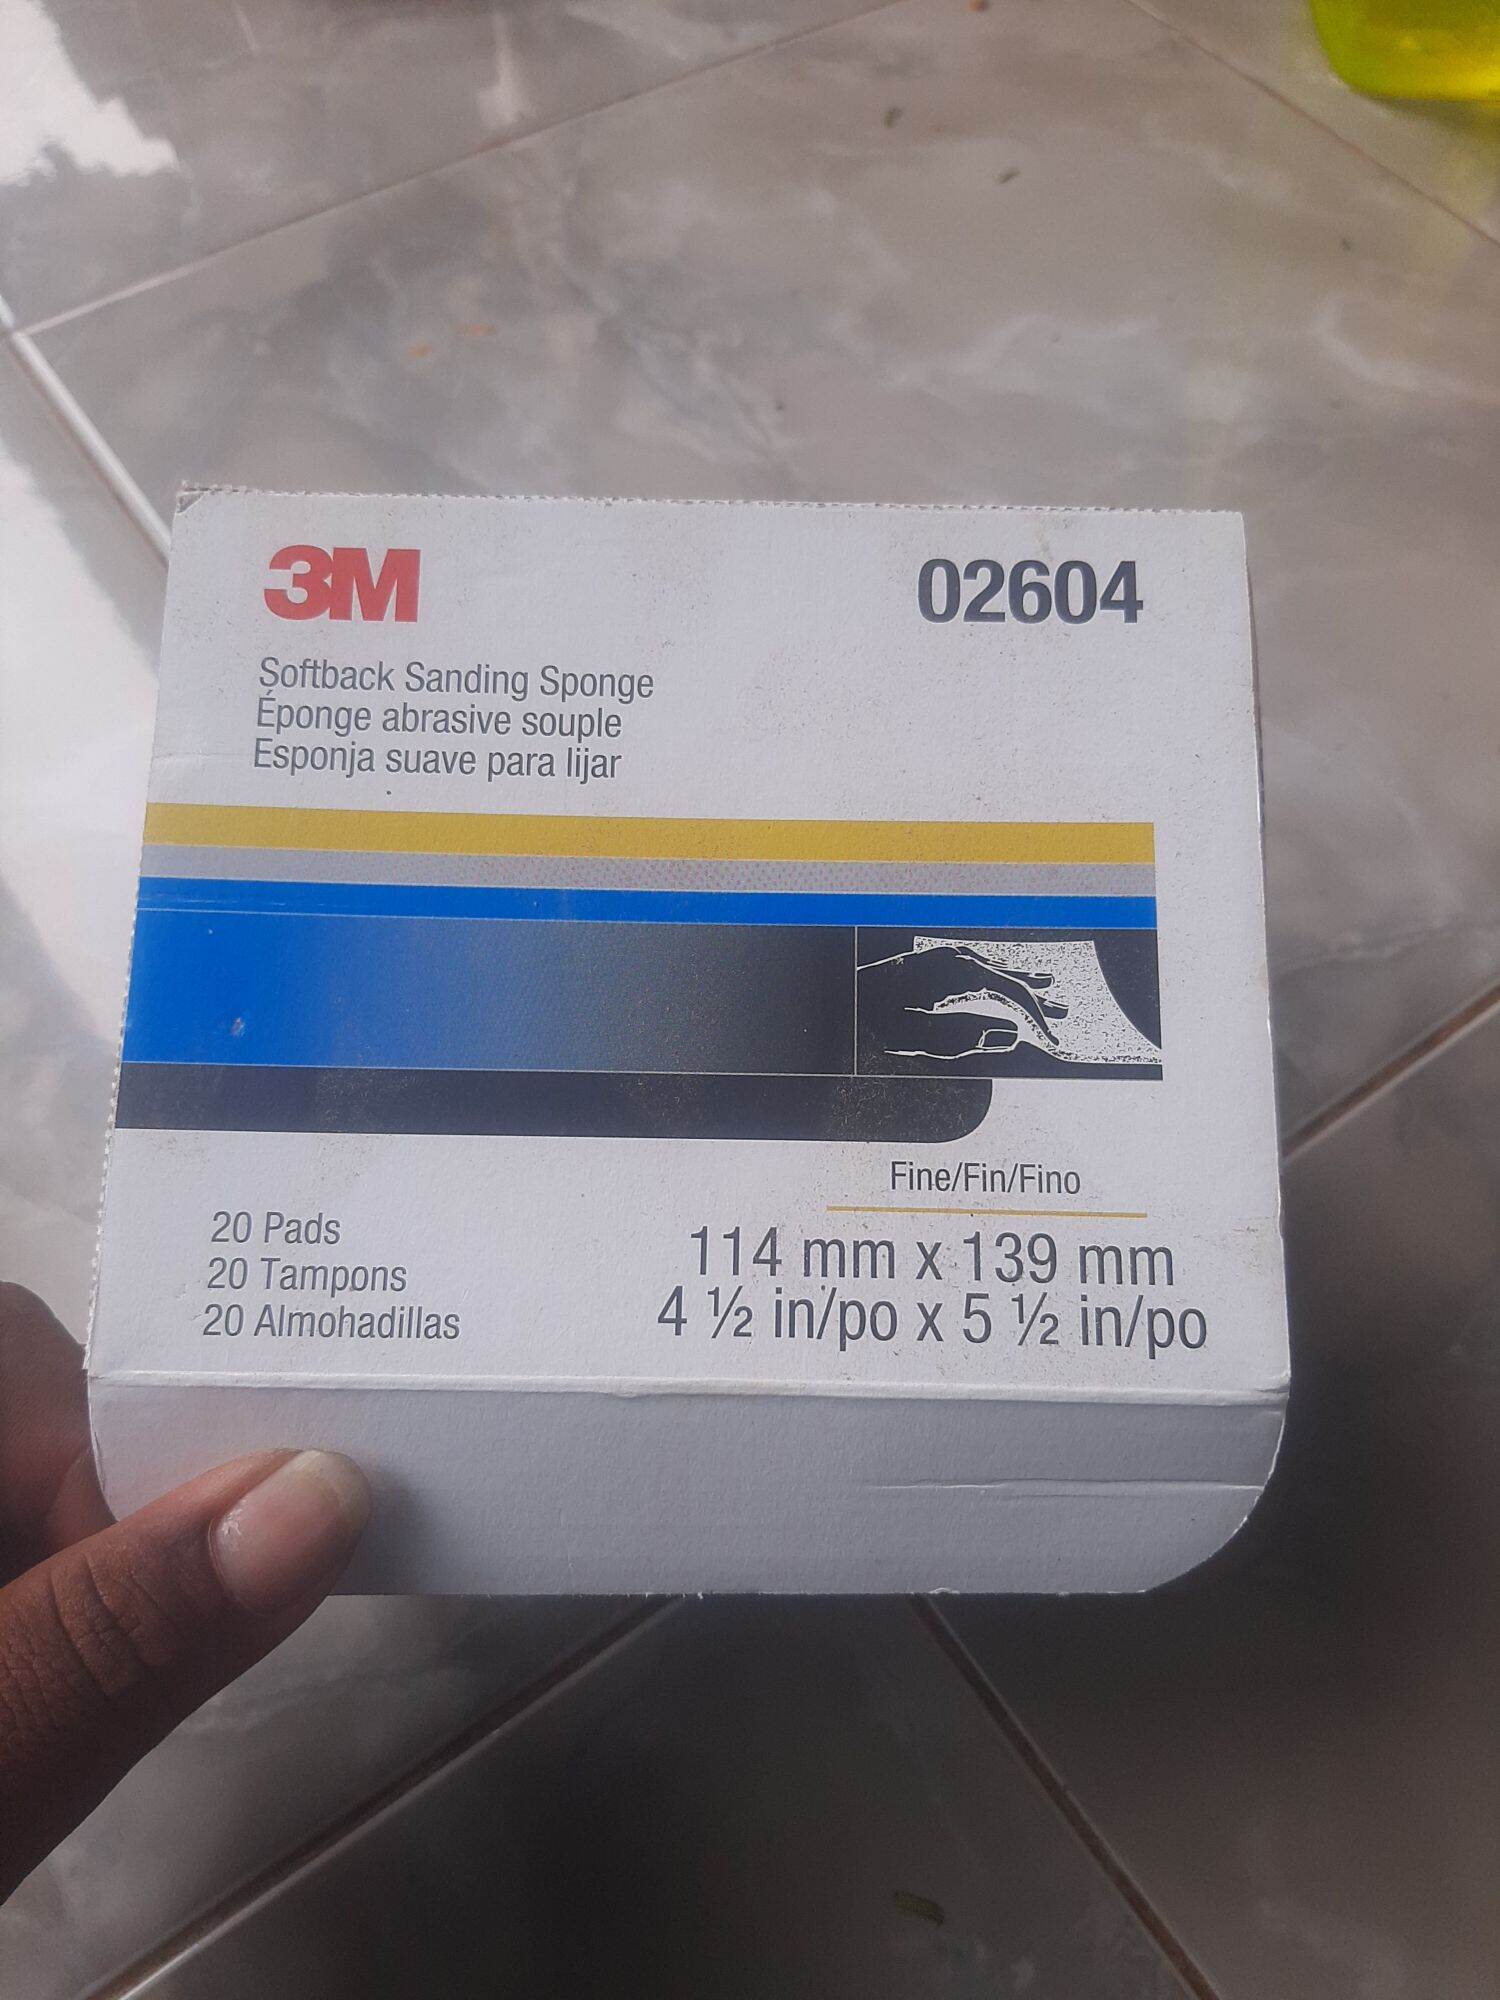 3M
02604
Softback Sanding Sponge
Éponge abrasive souple
Esponja suave para lijar
Fine/Fin/Fino
20 Pads
20 Tampons
20 Almohadillas
114 mm x 139 mm
4 ½ in/po x 5 ½ in/po